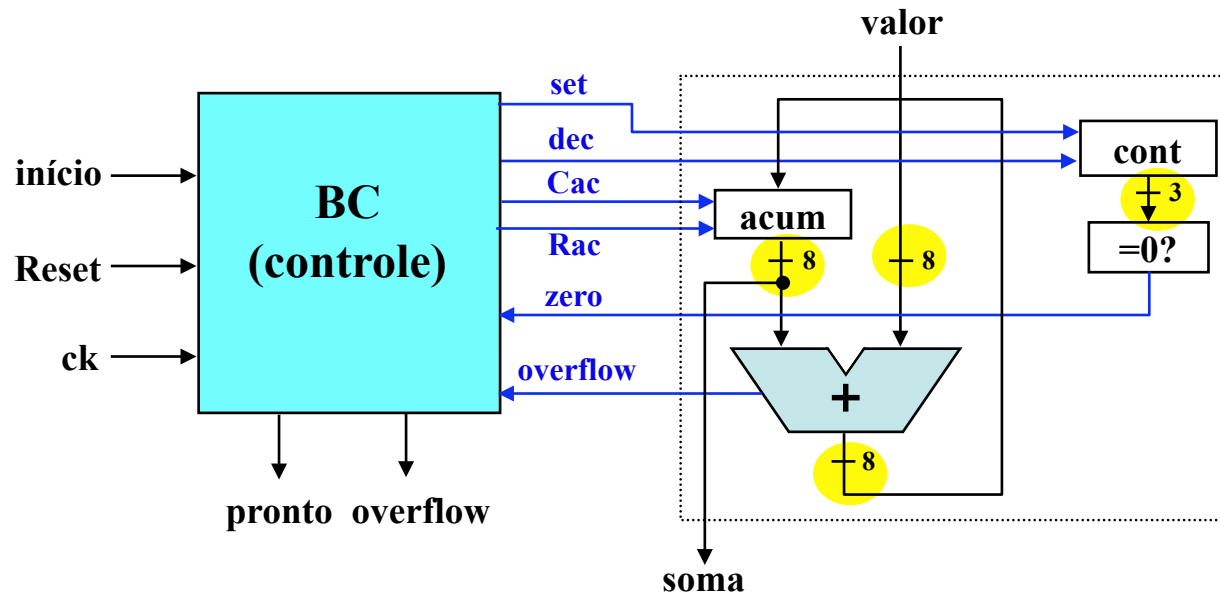 valor
set
dec
cont
início
BC
(controle)
Cac
acum
3
Rac
=0?
Reset
8
8
zero
ck
overflow
+
8
pronto overflow
soma